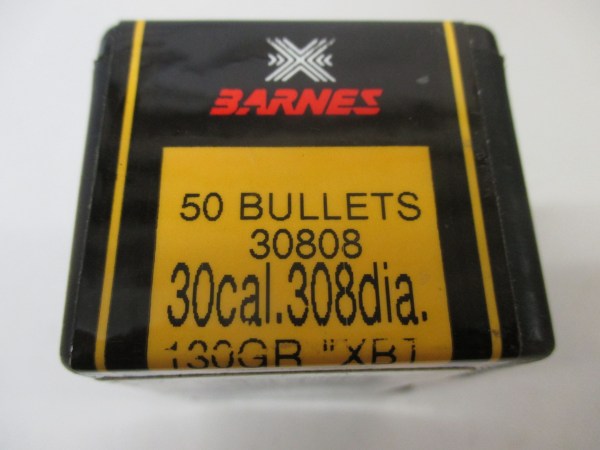 BARNES
50 BULLETS
30808
30cal.308dia.
130GR "XBT